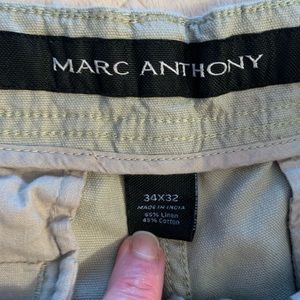 MARC ANTHONY
34X32
MADE IN INDIA
55% Linen
45% Cotton